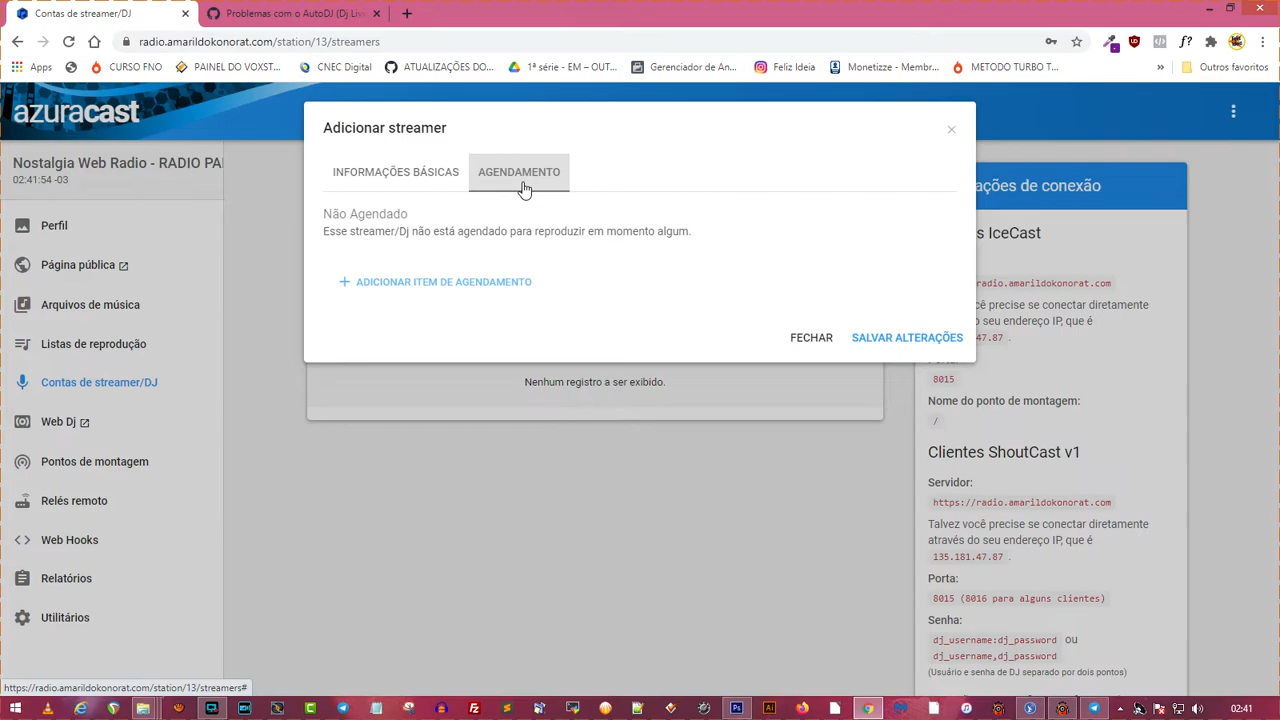 Contas de streamer/DJ
Problemas com o AutoDJ (Dj Liv
radio.amarildokonorat.com/station/13/streamers
Apps
CURSO FNO
PAINEL DO VOXST...
CNEC Digital
ATUALIZAÇÕES DO...
1ª série - EM – OUT...
Gerenciador de An...
Feliz Ideia
Monetizze - Membr...
METODO TURBO T...
»
Outros favoritos
azuracast
Nostalgia Web Radio - RADIO PA
02:41:54 -03
Perfil
Página pública
Arquivos de música
Listas de reprodução
Contas de streamer/DJ
Web Dj
Pontos de montagem
Relés remoto
Web Hooks
Relatórios
Utilitários
Adicionar streamer
INFORMAÇÕES BÁSICAS
AGENDAMENTO
Não Agendado
Esse streamer/Dj não está agendado para reproduzir em momento algum.
+ ADICIONAR ITEM DE AGENDAMENTO
FECHAR
SALVAR ALTERAÇÕES
Nenhum registro a ser exibido.
ações de conexão
s IceCast
radio.amarildokonorat.com
ocê precise se conectar diretamente
o seu endereço IP, que é
47.87 .
8015
Nome do ponto de montagem:
/
Clientes ShoutCast v1
Servidor:
https://radio.amarildokonorat.com
Talvez você precise se conectar diretamente
através do seu endereço IP, que é
135.181.47.87 .
Porta:
8015 (8016 para alguns clientes)
Senha:
dj_username:dj_password ou
dj_username,dj_password
(Usuário e senha de DJ separado por dois pontos)
https://radio.amarildokonorat.com/station/13/streamers#
02:41